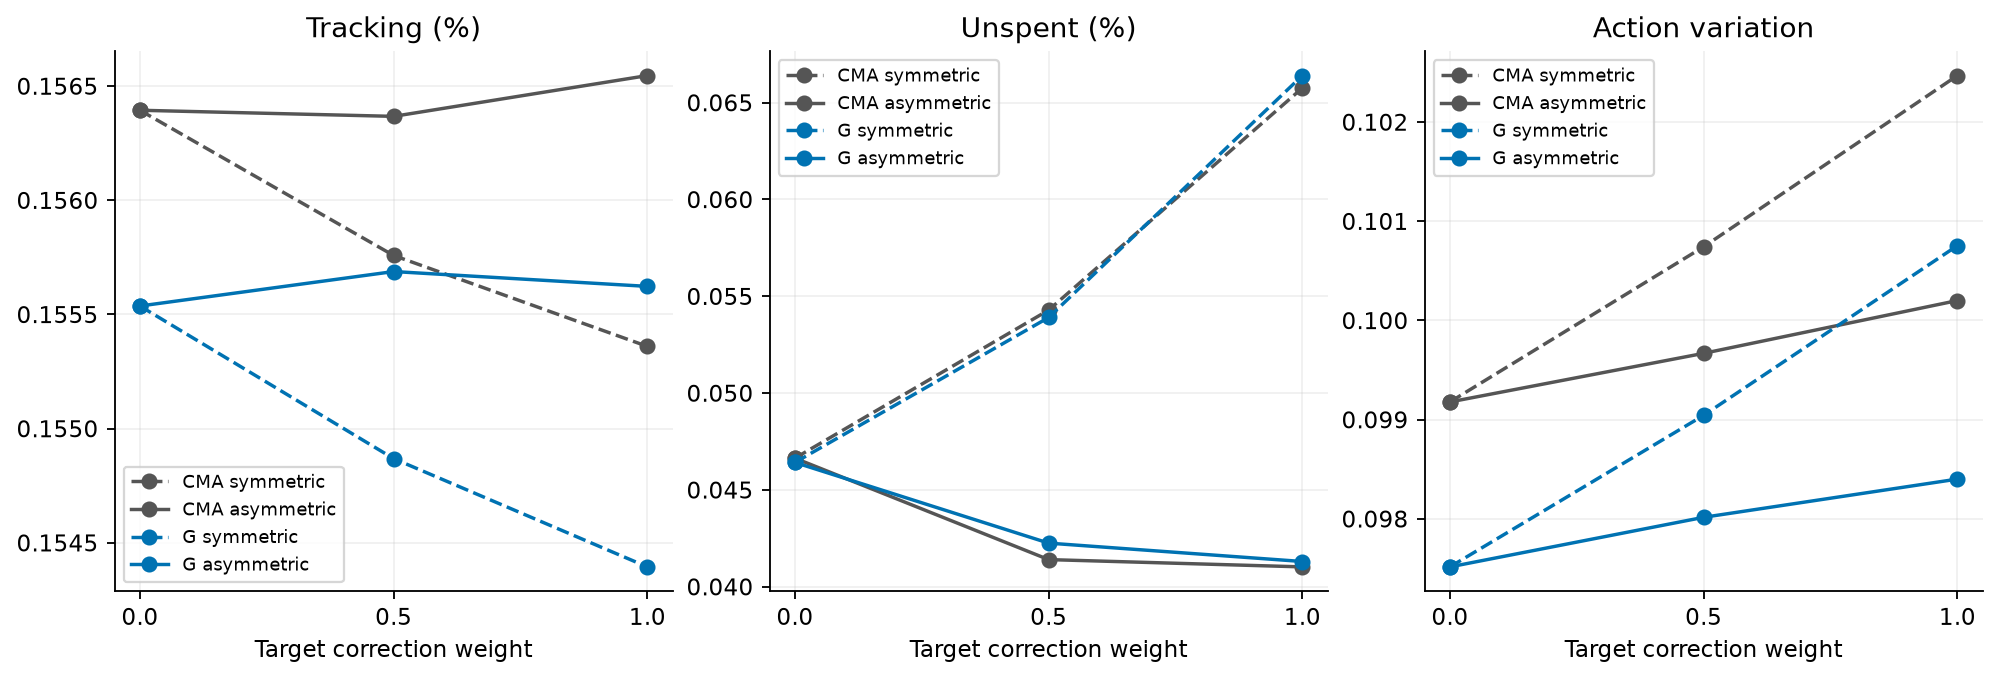 Tracking (%)
0.1565
0.1560
0.1555
0.1550
0.1545
CMA symmetric
CMA asymmetric
G symmetric
G asymmetric
0.0
0.5
1.0
Target correction weight
Unspent (%)
0.065
0.060
0.055
0.050
0.045
0.040
CMA symmetric
CMA asymmetric
G symmetric
G asymmetric
0.0
0.5
1.0
Target correction weight
Action variation
0.102
0.101
0.100
0.099
0.098
CMA symmetric
CMA asymmetric
G symmetric
G asymmetric
0.0
0.5
1.0
Target correction weight